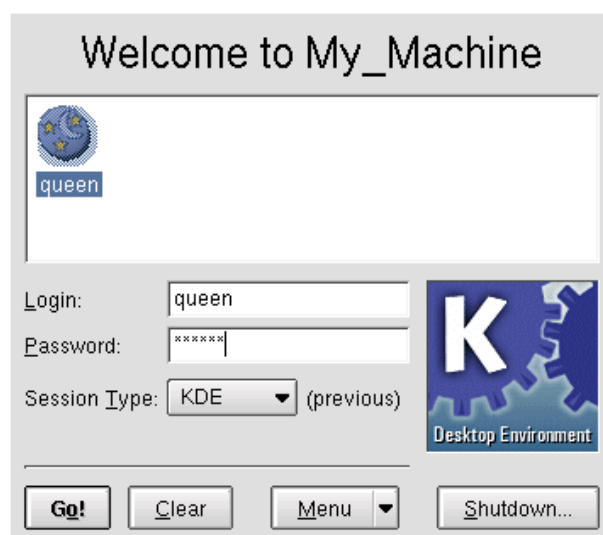 Welcome to My_Machine
queen
Login: queen
Password: ******
Session Type: KDE (previous)
K
Desktop Environment
Go! Clear Menu Shutdown...